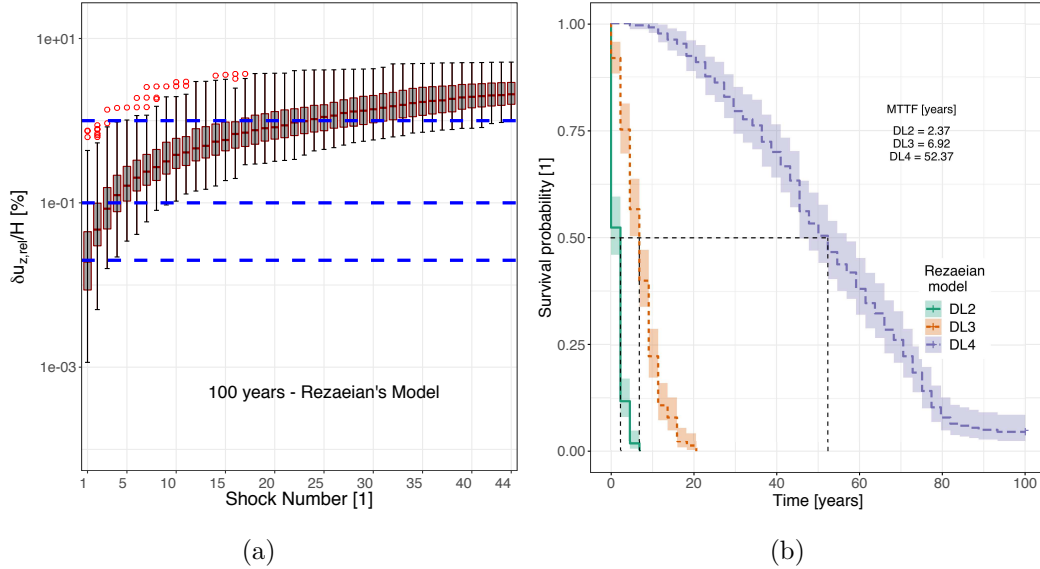 1e+01
1e-01
1e-03
δu_{z,rel}/H [%]
100 years - Rezaeian's Model
1 5 10 15 20 25 30 35 40 44
Shock Number [1]
(a)
1.00
0.75
0.50
0.25
0.00
Survival probability [1]
MTTF [years]
DL2 = 2.37
DL3 = 6.92
DL4 = 52.37
Rezaeian
model
DL2
DL3
DL4
0 20 40 60 80 100
Time [years]
(b)